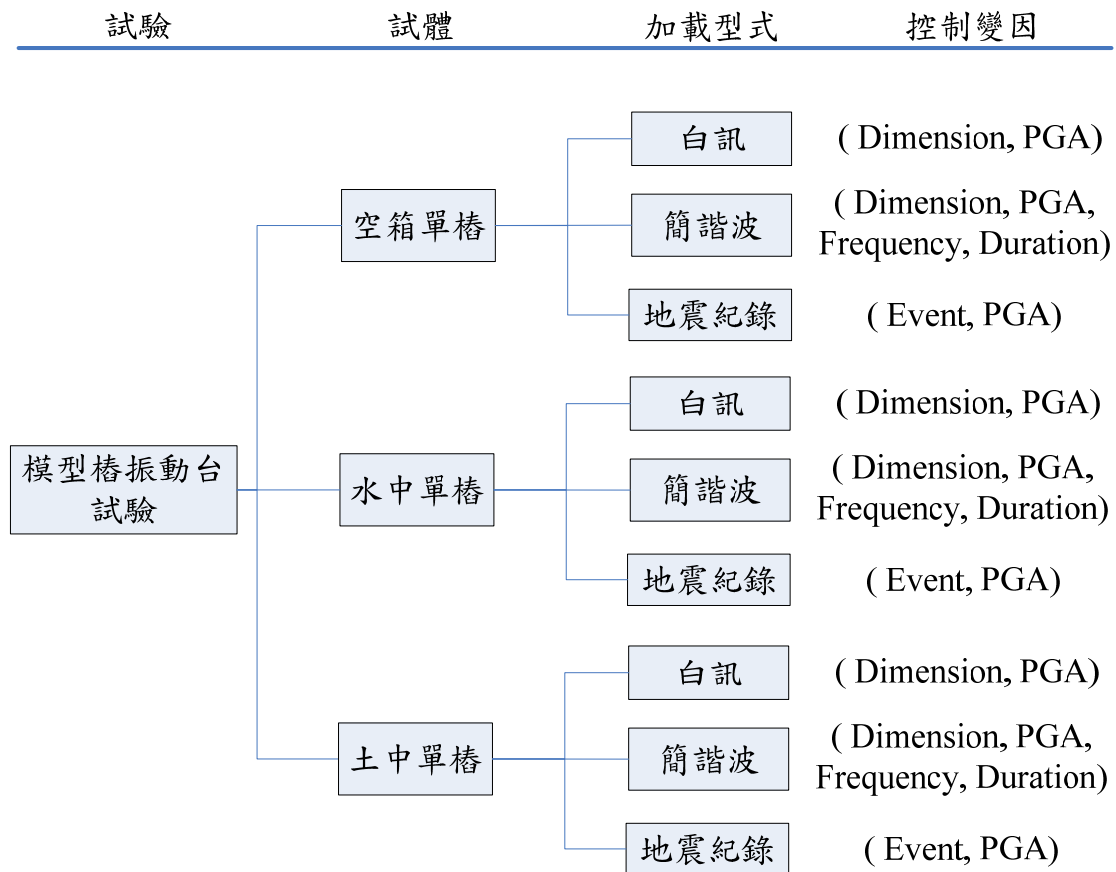 試驗 試體 加載型式 控制變因
白訊 ( Dimension, PGA)
空箱單樁
簡諧波
( Dimension, PGA,
Frequency, Duration)
地震紀錄 ( Event, PGA)
模型樁振動台
試驗
白訊 ( Dimension, PGA)
水中單樁
簡諧波
( Dimension, PGA,
Frequency, Duration)
地震紀錄 ( Event, PGA)
白訊 ( Dimension, PGA)
土中單樁
簡諧波
( Dimension, PGA,
Frequency, Duration)
地震紀錄 ( Event, PGA)